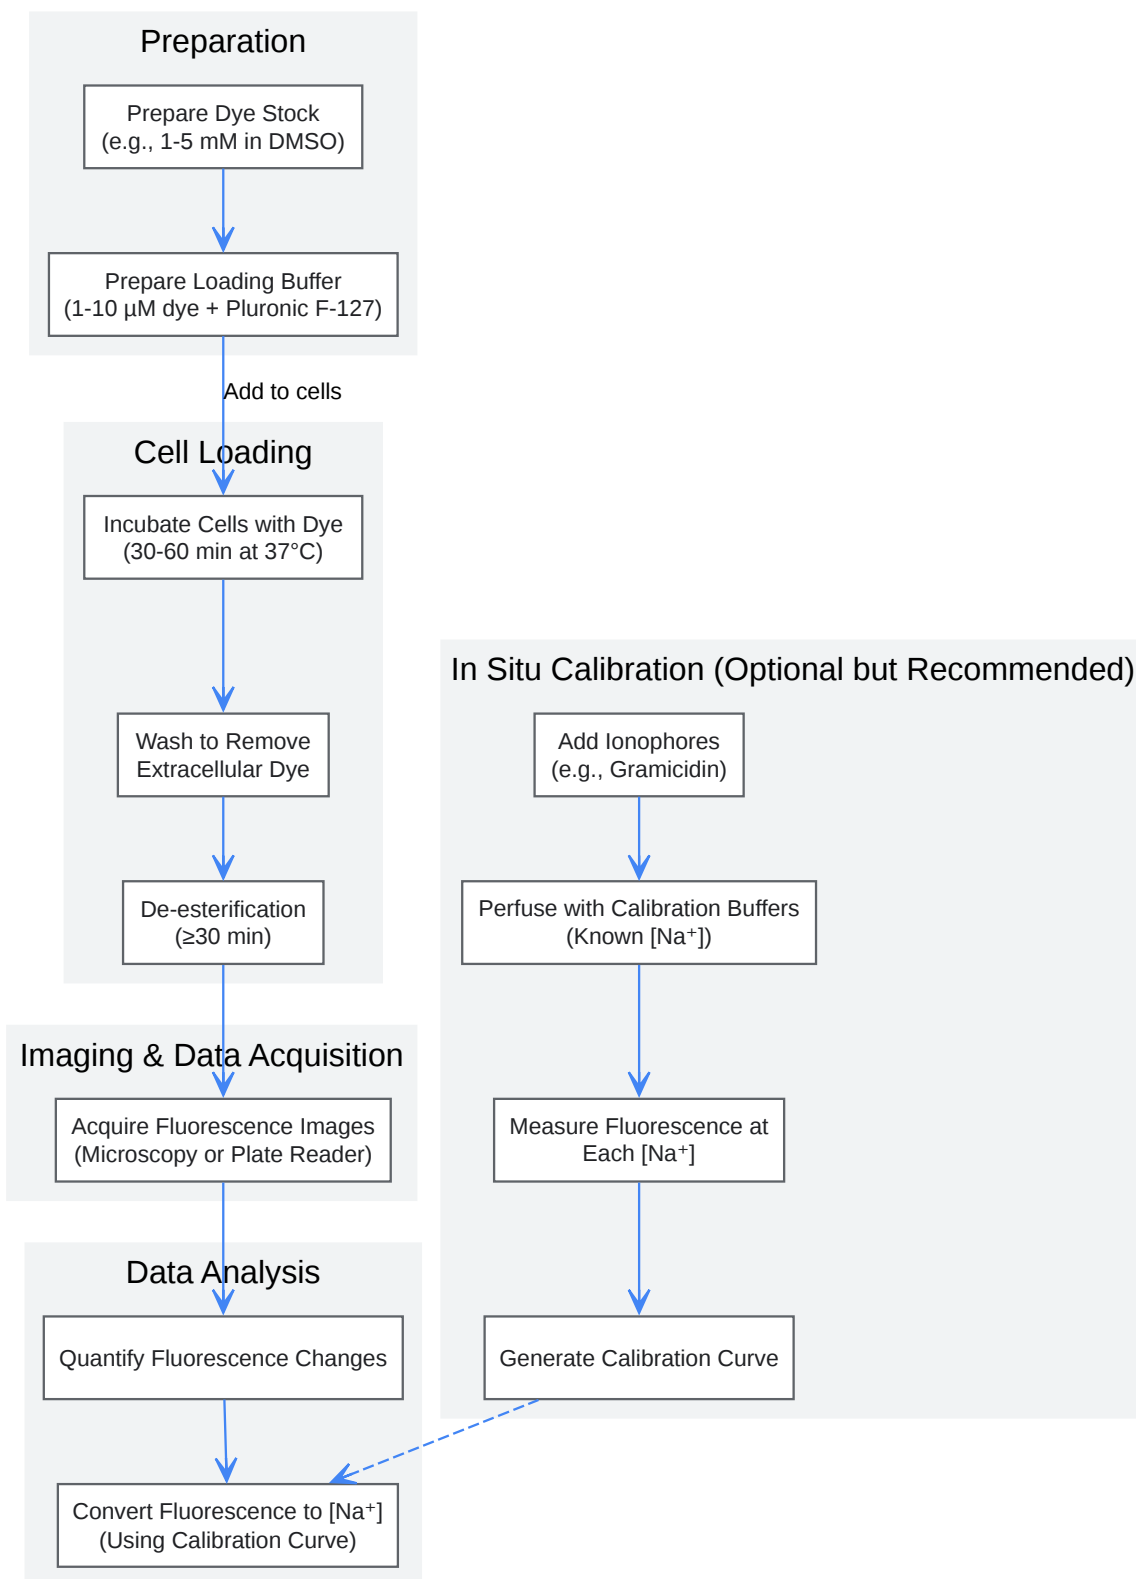 Preparation
Prepare Dye Stock
(e.g., 1-5 mM in DMSO)
Prepare Loading Buffer
(1-10 µM dye + Pluronic F-127)
Add to cells
Cell Loading
Incubate Cells with Dye
(30-60 min at 37°C)
Wash to Remove
Extracellular Dye
De-esterification
(≥30 min)
Imaging & Data Acquisition
Acquire Fluorescence Images
(Microscopy or Plate Reader)
Data Analysis
Quantify Fluorescence Changes
Convert Fluorescence to [Na⁺]
(Using Calibration Curve)
In Situ Calibration (Optional but Recommended)
Add Ionophores
(e.g., Gramicidin)
Perfuse with Calibration Buffers
(Known [Na⁺])
Measure Fluorescence at
Each [Na⁺]
Generate Calibration Curve